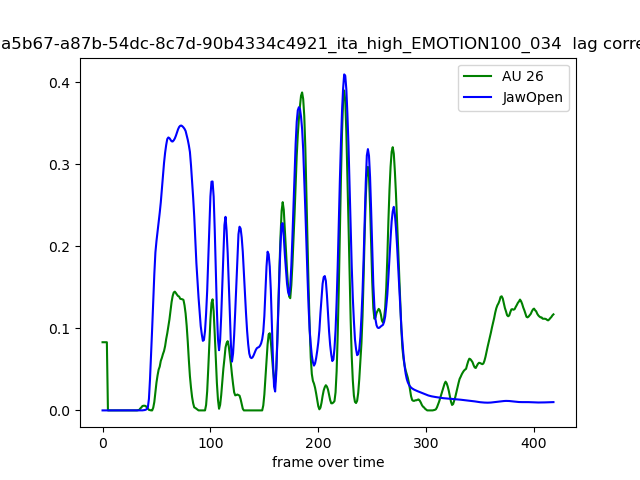 a5b67-a87b-54dc-8c7d-90b4334c4921_ita_high_EMOTION100_034 lag corre
AU 26
JawOpen
0.4
0.3
0.2
0.1
0.0
0 100 200 300 400
frame over time